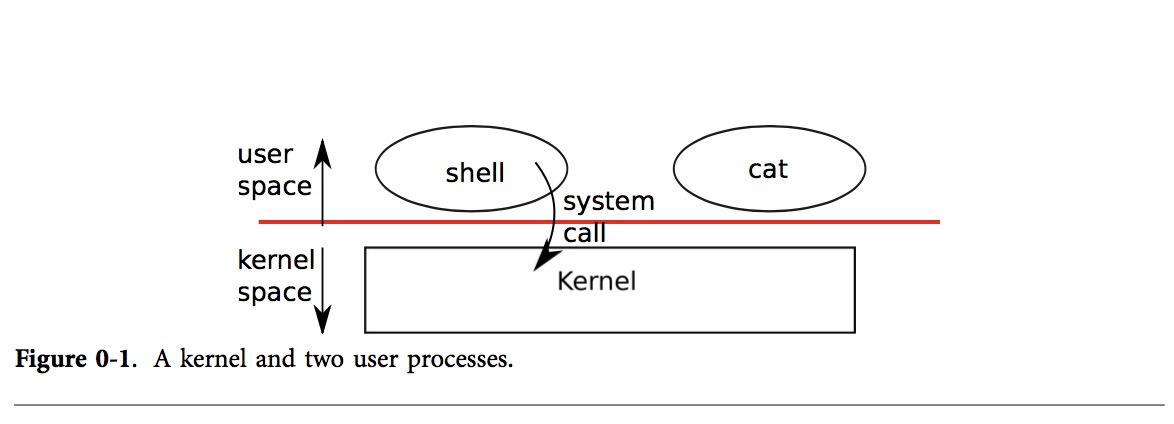 user
space
shell
cat
system
call
kernel
space
Kernel
Figure 0-1. A kernel and two user processes.